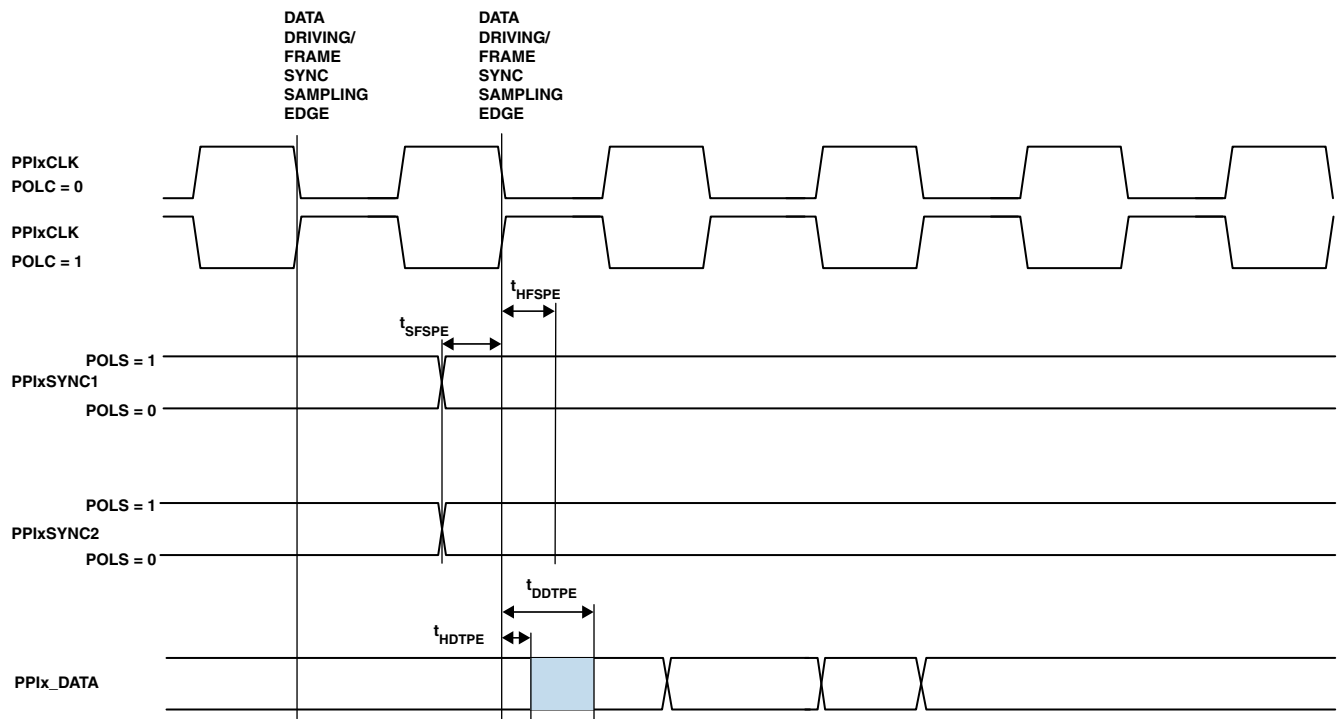 DATA
DRIVING/
FRAME
SYNC
SAMPLING
EDGE
DATA
DRIVING/
FRAME
SYNC
SAMPLING
EDGE
PPIxCLK
POLC = 0
PPIxCLK
POLC = 1
tHFSPE
tSFSPE
POLS = 1
PPIxSYNC1
POLS = 0
POLS = 1
PPIxSYNC2
POLS = 0
tDDTPE
tHDTPE
PPIx_DATA